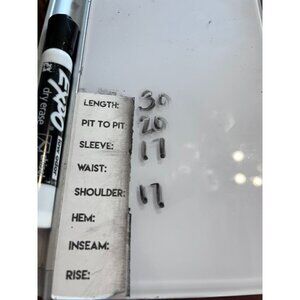 EXPO
dry erase
LENGTH: 30
PIT TO PIT 20
SLEEVE: 17
WAIST:
SHOULDER: 17
HEM:
INSEAM:
RISE: